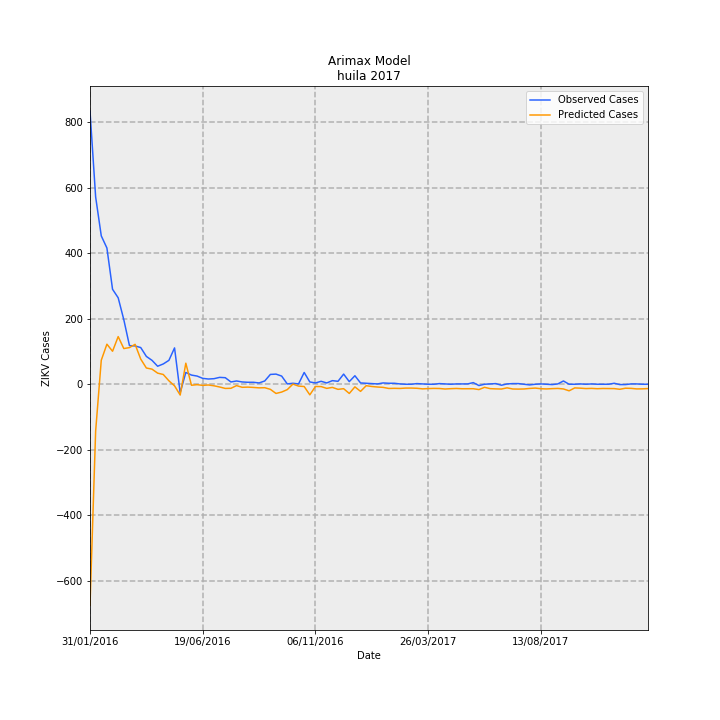 Arimax Model
huila 2017
Observed Cases
Predicted Cases
800
600
400
200
0
−200
−400
−600
ZIKV Cases
31/01/2016
19/06/2016
06/11/2016
26/03/2017
13/08/2017
Date